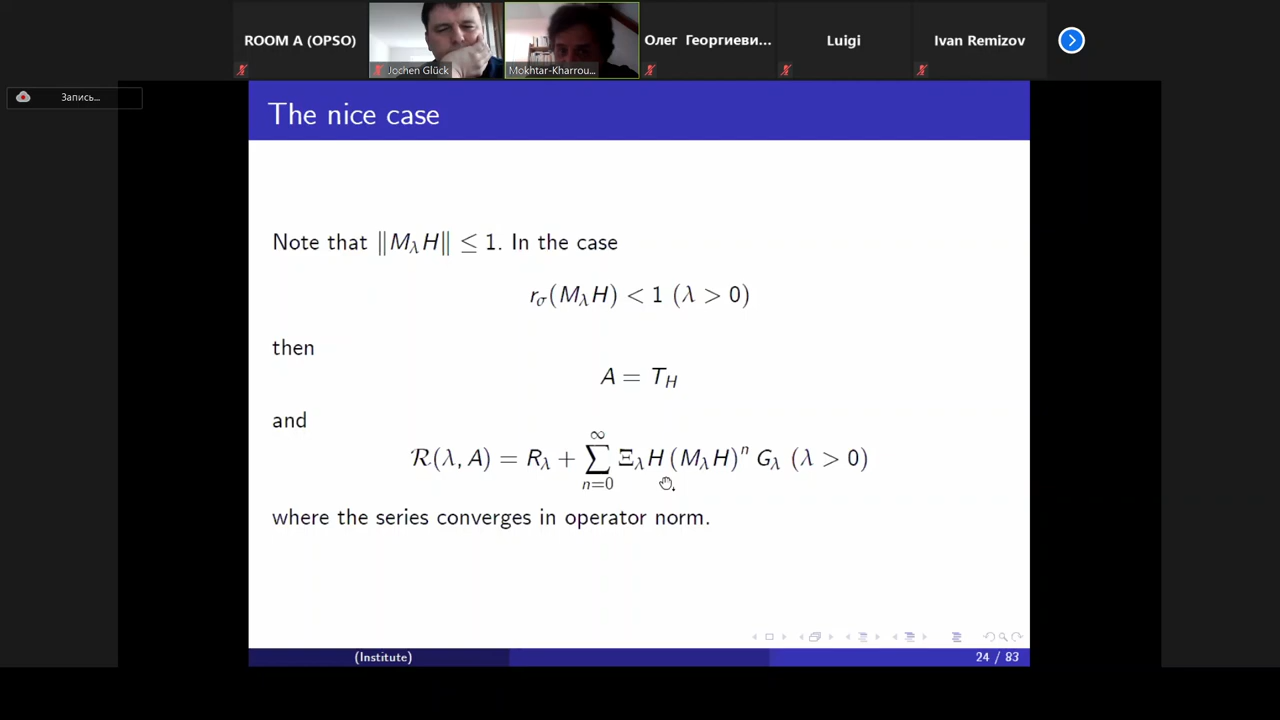 ROOM A (OPSO)
Jochen Glück
Mokhtar-Kharrou...
Олег Георгиеви...
Luigi
Ivan Remizov
Запись...
The nice case
Note that ‖M_λ H‖ ≤ 1. In the case
r_σ(M_λ H) < 1 (λ > 0)
then
A = T_H
and
ℛ(λ, A) = R_λ + ∑_{n=0}^{∞} Ξ_λ H (M_λ H)^n G_λ (λ > 0)
where the series converges in operator norm.
(Institute)
24 / 83